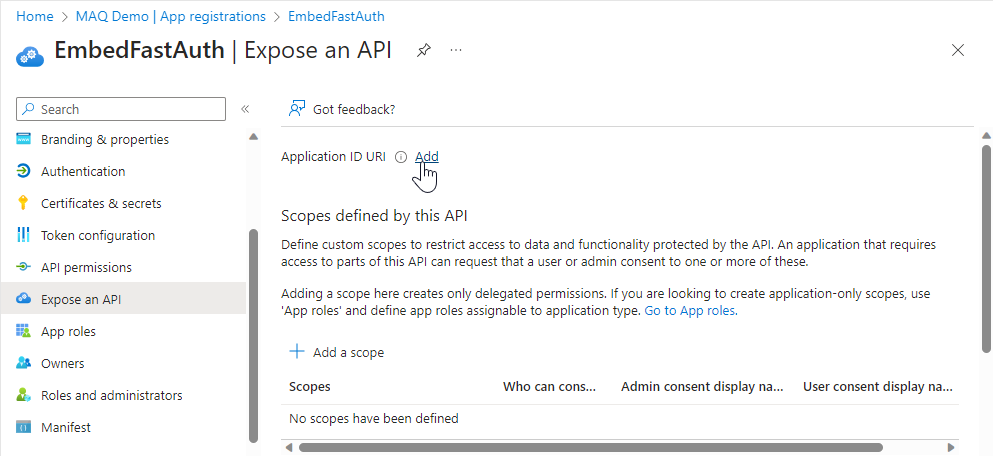 Home > MAQ Demo | App registrations > EmbedFastAuth
EmbedFastAuth | Expose an API
Search
Got feedback?
Branding & properties
Authentication
Certificates & secrets
Token configuration
API permissions
Expose an API
App roles
Owners
Roles and administrators
Manifest
Application ID URI Add
Scopes defined by this API
Define custom scopes to restrict access to data and functionality protected by the API. An application that requires
access to parts of this API can request that a user or admin consent to one or more of these.
Adding a scope here creates only delegated permissions. If you are looking to create application-only scopes, use
'App roles' and define app roles assignable to application type. Go to App roles.
Add a scope
Scopes Who can cons... Admin consent display na... User consent display na...
No scopes have been defined